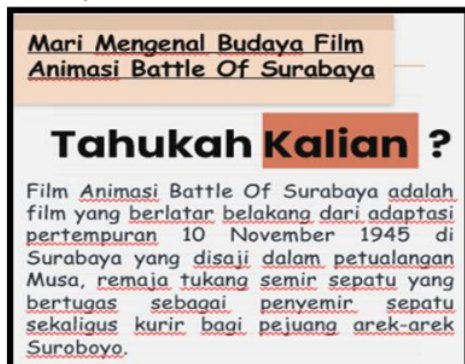 Mari Mengenal Budaya Film
Animasi Battle Of Surabaya
Tahukah Kalian ?
Film Animasi Battle Of Surabaya adalah
film yang berlatar belakang dari adaptasi
pertempuran 10 November 1945 di
Surabaya yang disaji dalam petualangan
Musa, remaja tukang semir sepatu yang
bertugas sebagai penyemir sepatu
sekaligus kurir bagi pejuang arek-arek
Suroboyo.